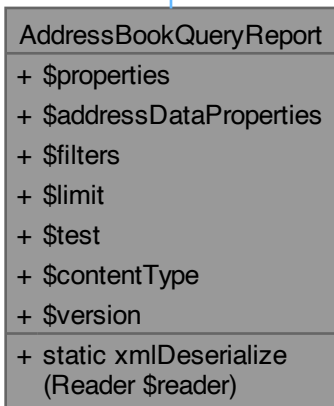 AddressBookQueryReport
+ $properties
+ $addressDataProperties
+ $filters
+ $limit
+ $test
+ $contentType
+ $version
+ static xmlDeserialize
(Reader $reader)